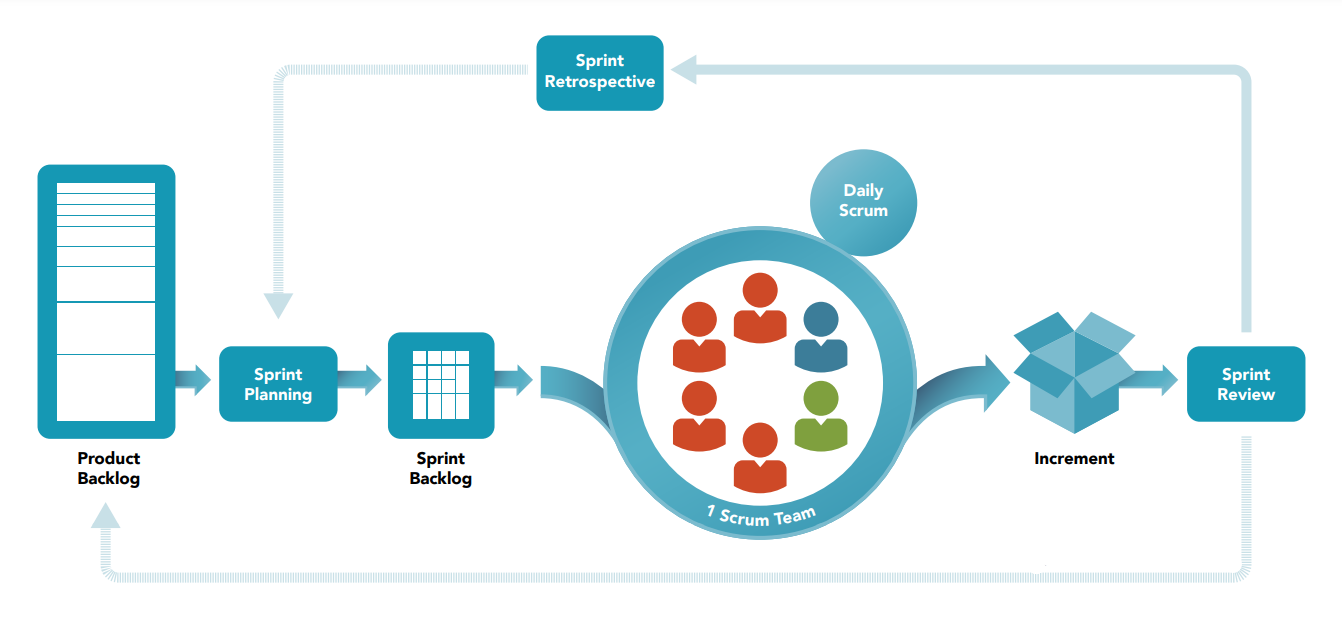 Sprint
Retrospective
Daily
Scrum
Sprint
Planning
Sprint
Review
Product
Backlog
Sprint
Backlog
Increment
1 Scrum Team